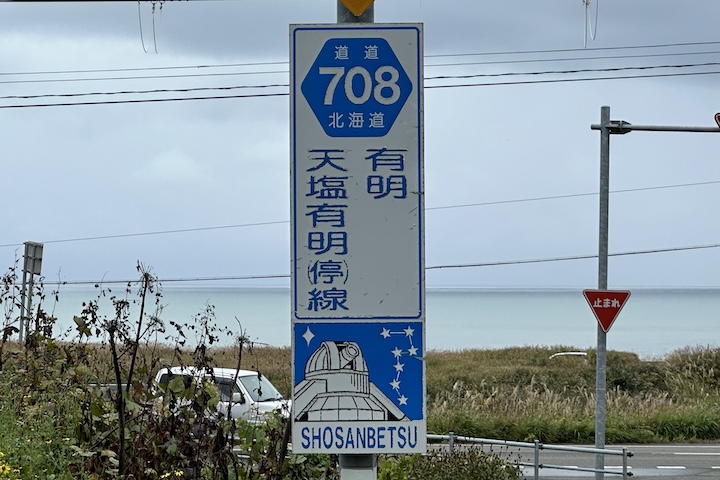 道道
708
北海道
有明
天塩有明(停)線
SHOSANBETSU
止まれ